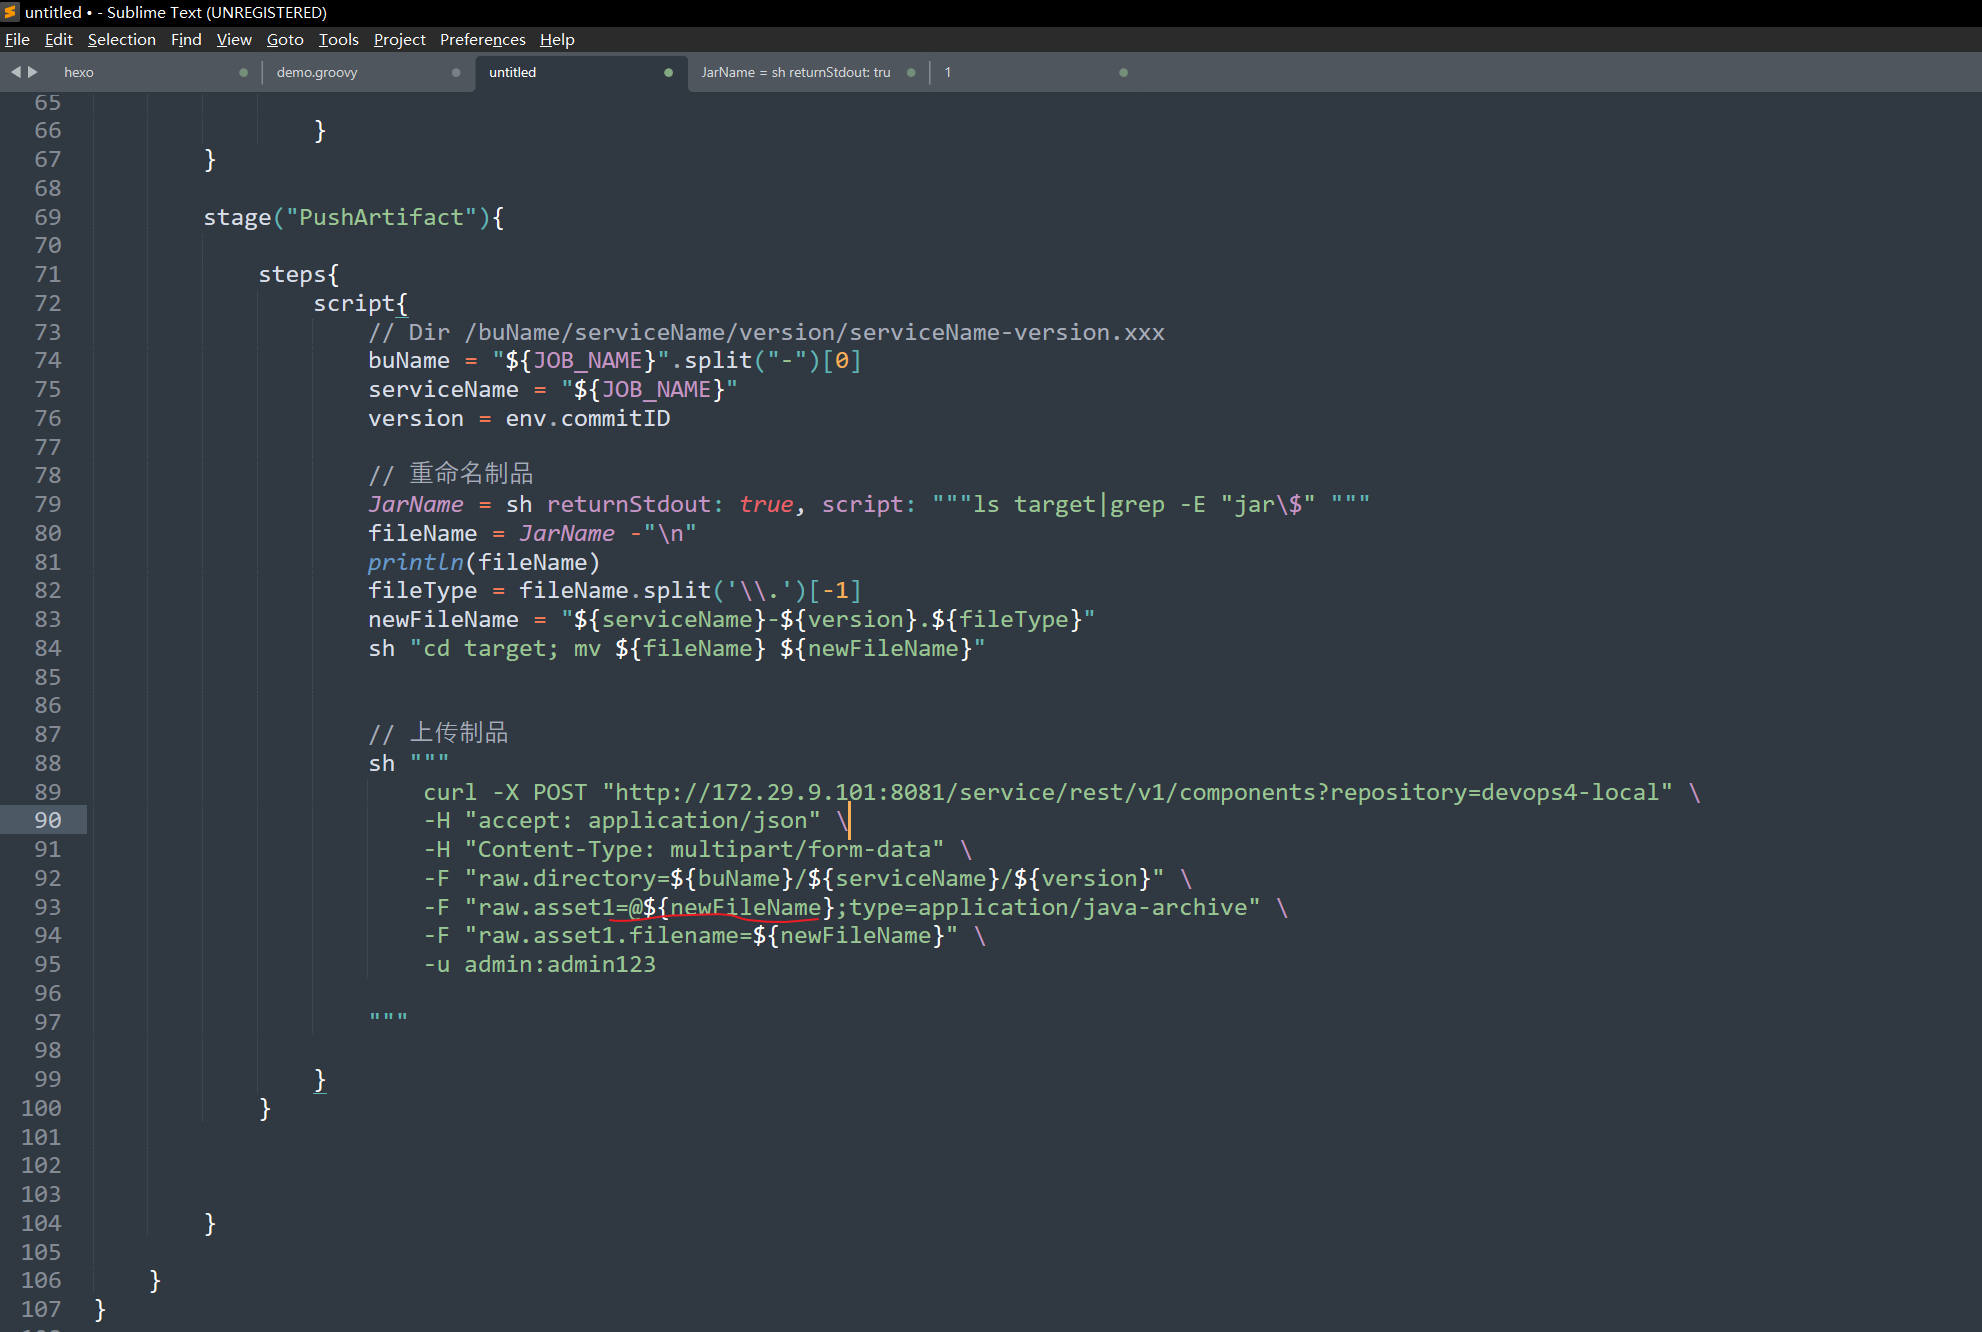 untitled • - Sublime Text (UNREGISTERED)
File Edit Selection Find View Goto Tools Project Preferences Help
hexo demo.groovy untitled JarName = sh returnStdout: tru 1
65
66 }
67 }
68
69 stage("PushArtifact"){
70
71 steps{
72 script{
73 // Dir /buName/serviceName/version/serviceName-version.xxx
74 buName = "${JOB_NAME}".split("-")[0]
75 serviceName = "${JOB_NAME}"
76 version = env.commitID
77
78 // 重命名制品
79 JarName = sh returnStdout: true, script: """ls target|grep -E "jar\$" """
80 fileName = JarName -"\n"
81 println(fileName)
82 fileType = fileName.split('\\.')[-1]
83 newFileName = "${serviceName}-${version}.${fileType}"
84 sh "cd target; mv ${fileName} ${newFileName}"
85
86
87 // 上传制品
88 sh """
89 curl -X POST "http://172.29.9.101:8081/service/rest/v1/components?repository=devops4-local" \
90 -H "accept: application/json" \
91 -H "Content-Type: multipart/form-data" \
92 -F "raw.directory=${buName}/${serviceName}/${version}" \
93 -F "raw.asset1=@${newFileName};type=application/java-archive" \
94 -F "raw.asset1.filename=${newFileName}" \
95 -u admin:admin123
96
97 """
98
99 }
100 }
101
102
103
104 }
105
106 }
107 }